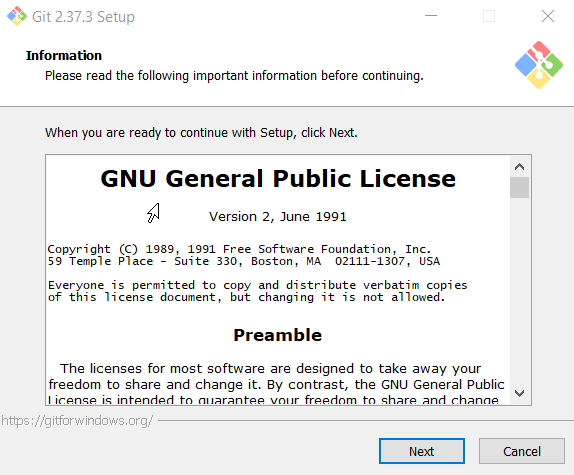 Git 2.37.3 Setup
Information
Please read the following important information before continuing.
When you are ready to continue with Setup, click Next.
GNU General Public License
Version 2, June 1991
Copyright (C) 1989, 1991 Free Software Foundation, Inc.
59 Temple Place - Suite 330, Boston, MA  02111-1307, USA
Everyone is permitted to copy and distribute verbatim copies
of this license document, but changing it is not allowed.
Preamble
The licenses for most software are designed to take away your
freedom to share and change it. By contrast, the GNU General Public
License is intended to guarantee your freedom to share and change
https://gitforwindows.org/
Next
Cancel